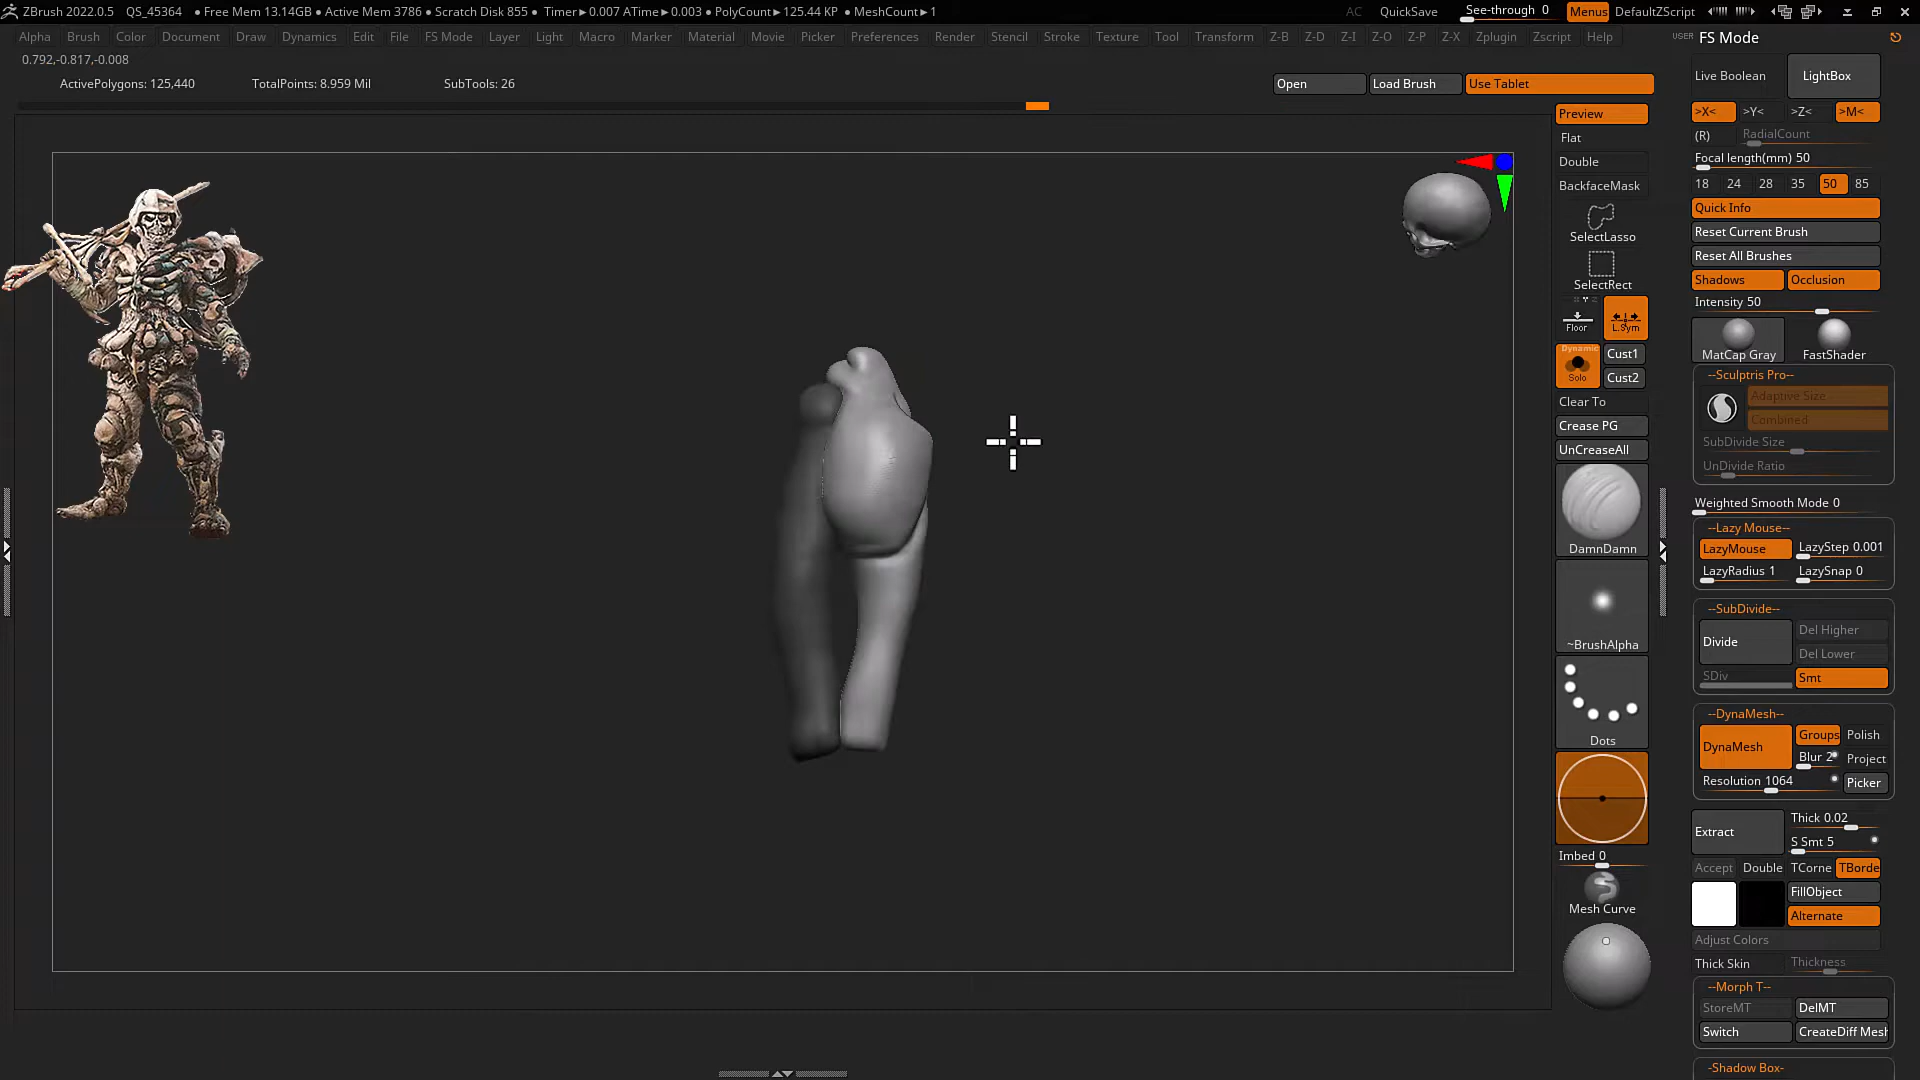 ZBrush 2022.0.5 QS_45364 ● Free Mem 13.14GB ● Active Mem 3786 ● Scratch Disk 855 ● Timer►0.007 ATime►0.003 ● PolyCount►125.44 KP ● MeshCount►1 AC QuickSave See-through 0 Menus DefaultZScript
Alpha Brush Color Document Draw Dynamics Edit File FS Mode Layer Light Macro Marker Material Movie Picker Preferences Render Stencil Stroke Texture Tool Transform Z-B Z-D Z-I Z-O Z-P Z-X Zplugin Zscript Help USER FS Mode
0.792,-0.817,-0.008
ActivePolygons: 125,440 TotalPoints: 8.959 Mil SubTools: 26 Open Load Brush Use Tablet
Preview
Flat
Double
BackfaceMask
SelectLasso
SelectRect
Floor L.Sym
Dynamic
Solo
Cust1
Cust2
Clear To
Crease PG
UnCreaseAll
DamnDamn
~BrushAlpha
Dots
Imbed 0
Mesh Curve
Live Boolean LightBox
>X< >Y< >Z< >M<
(R) RadialCount
Focal length(mm) 50
18 24 28 35 50 85
Quick Info
Reset Current Brush
Reset All Brushes
Shadows Occlusion
Intensity 50
MatCap Gray FastShader
--Sculptris Pro--
Adaptive Size
Combined
SubDivide Size
UnDivide Ratio
Weighted Smooth Mode 0
--Lazy Mouse--
LazyMouse LazyStep 0.001
LazyRadius 1 LazySnap 0
--SubDivide--
Divide Del Higher
Del Lower
SDiv Smt
--DynaMesh--
DynaMesh Groups Polish
Blur 2 Project
Resolution 1064 Picker
Extract Thick 0.02
S Smt 5
Accept Double TCorne TBorde
FillObject
Alternate
Adjust Colors
Thick Skin Thickness
--Morph T--
StoreMT DelMT
Switch CreateDiff Mesh
-Shadow Box-